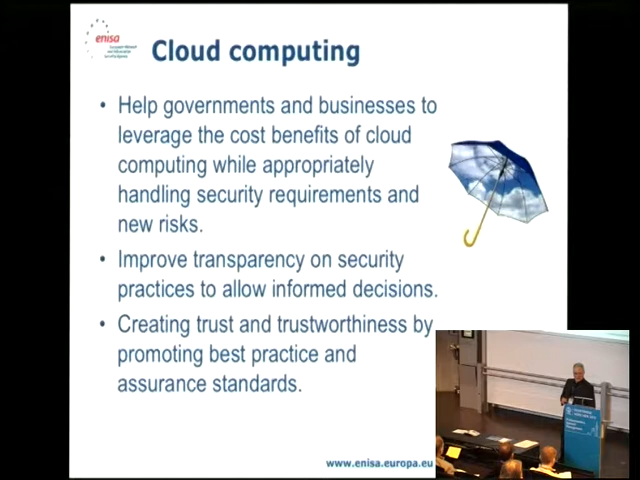 enisa
Cloud computing
• Help governments and businesses to
leverage the cost benefits of cloud
computing while appropriately
handling security requirements and
new risks.
• Improve transparency on security
practices to allow informed decisions.
• Creating trust and trustworthiness by
promoting best practice and
assurance standards.
www.enisa.europa.eu